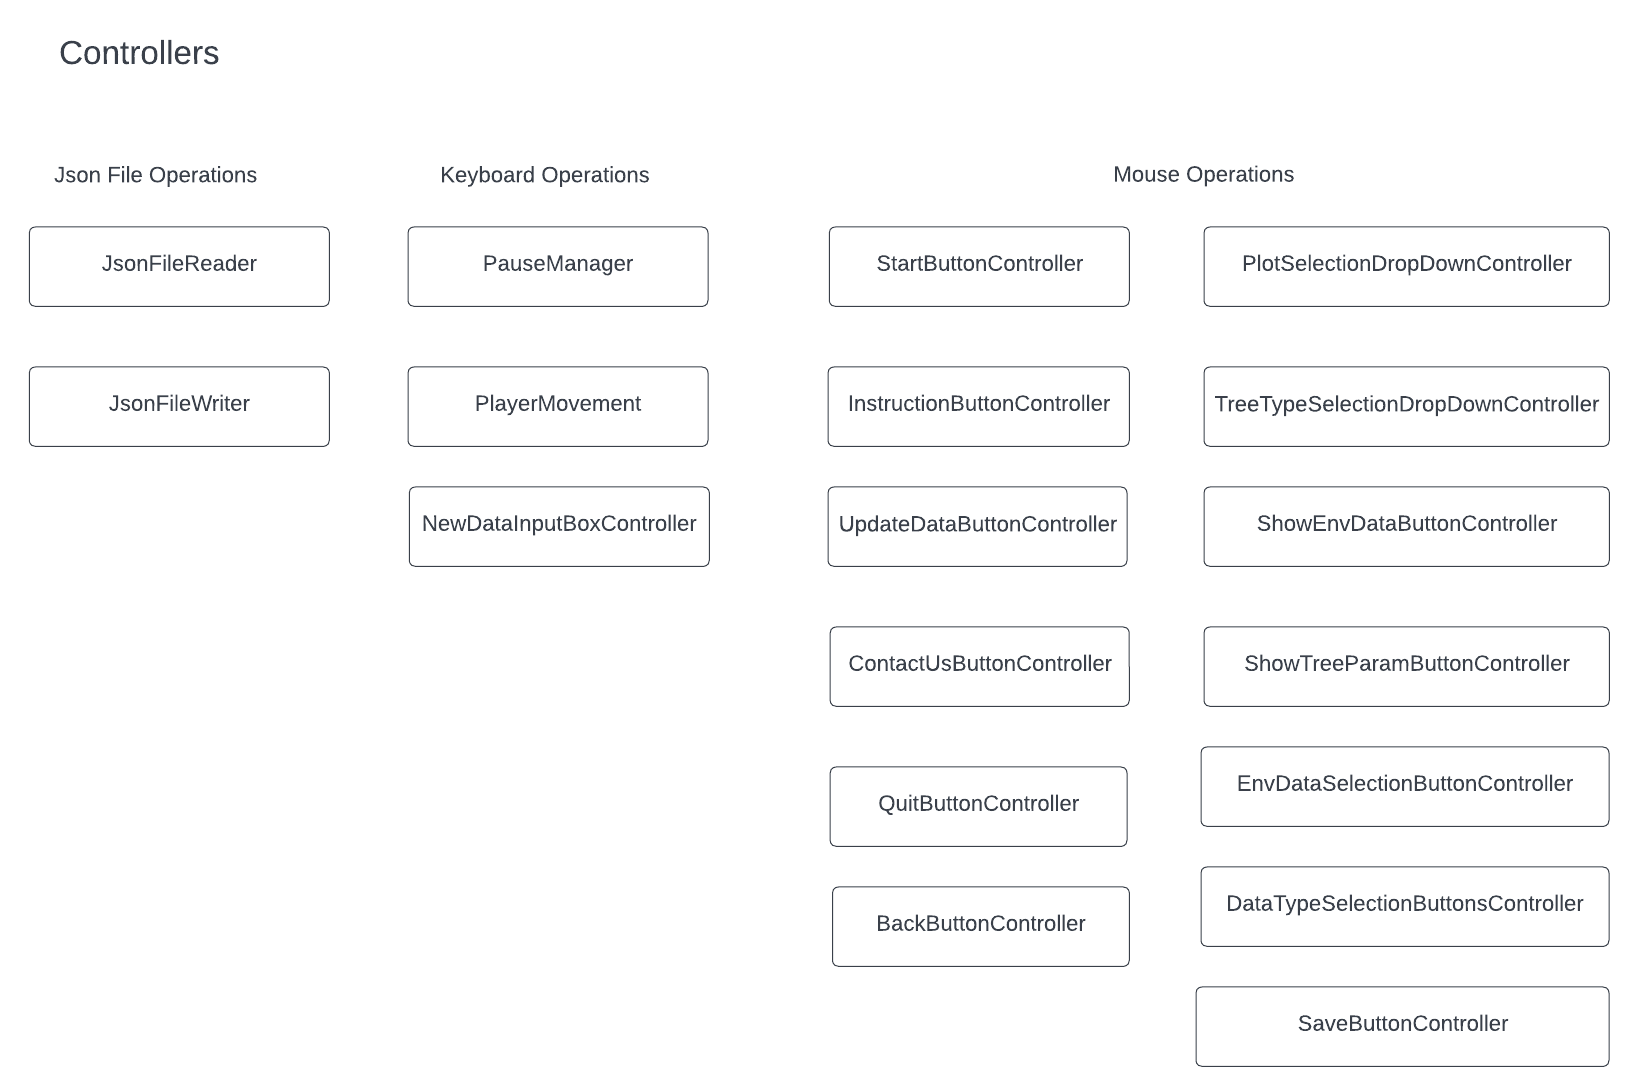 Controllers
Json File Operations
JsonFileReader
JsonFileWriter
Keyboard Operations
PauseManager
PlayerMovement
NewDataInputBoxController
Mouse Operations
StartButtonController
InstructionButtonController
UpdateDataButtonController
ContactUsButtonController
QuitButtonController
BackButtonController
PlotSelectionDropDownController
TreeTypeSelectionDropDownController
ShowEnvDataButtonController
ShowTreeParamButtonController
EnvDataSelectionButtonController
DataTypeSelectionButtonsController
SaveButtonController